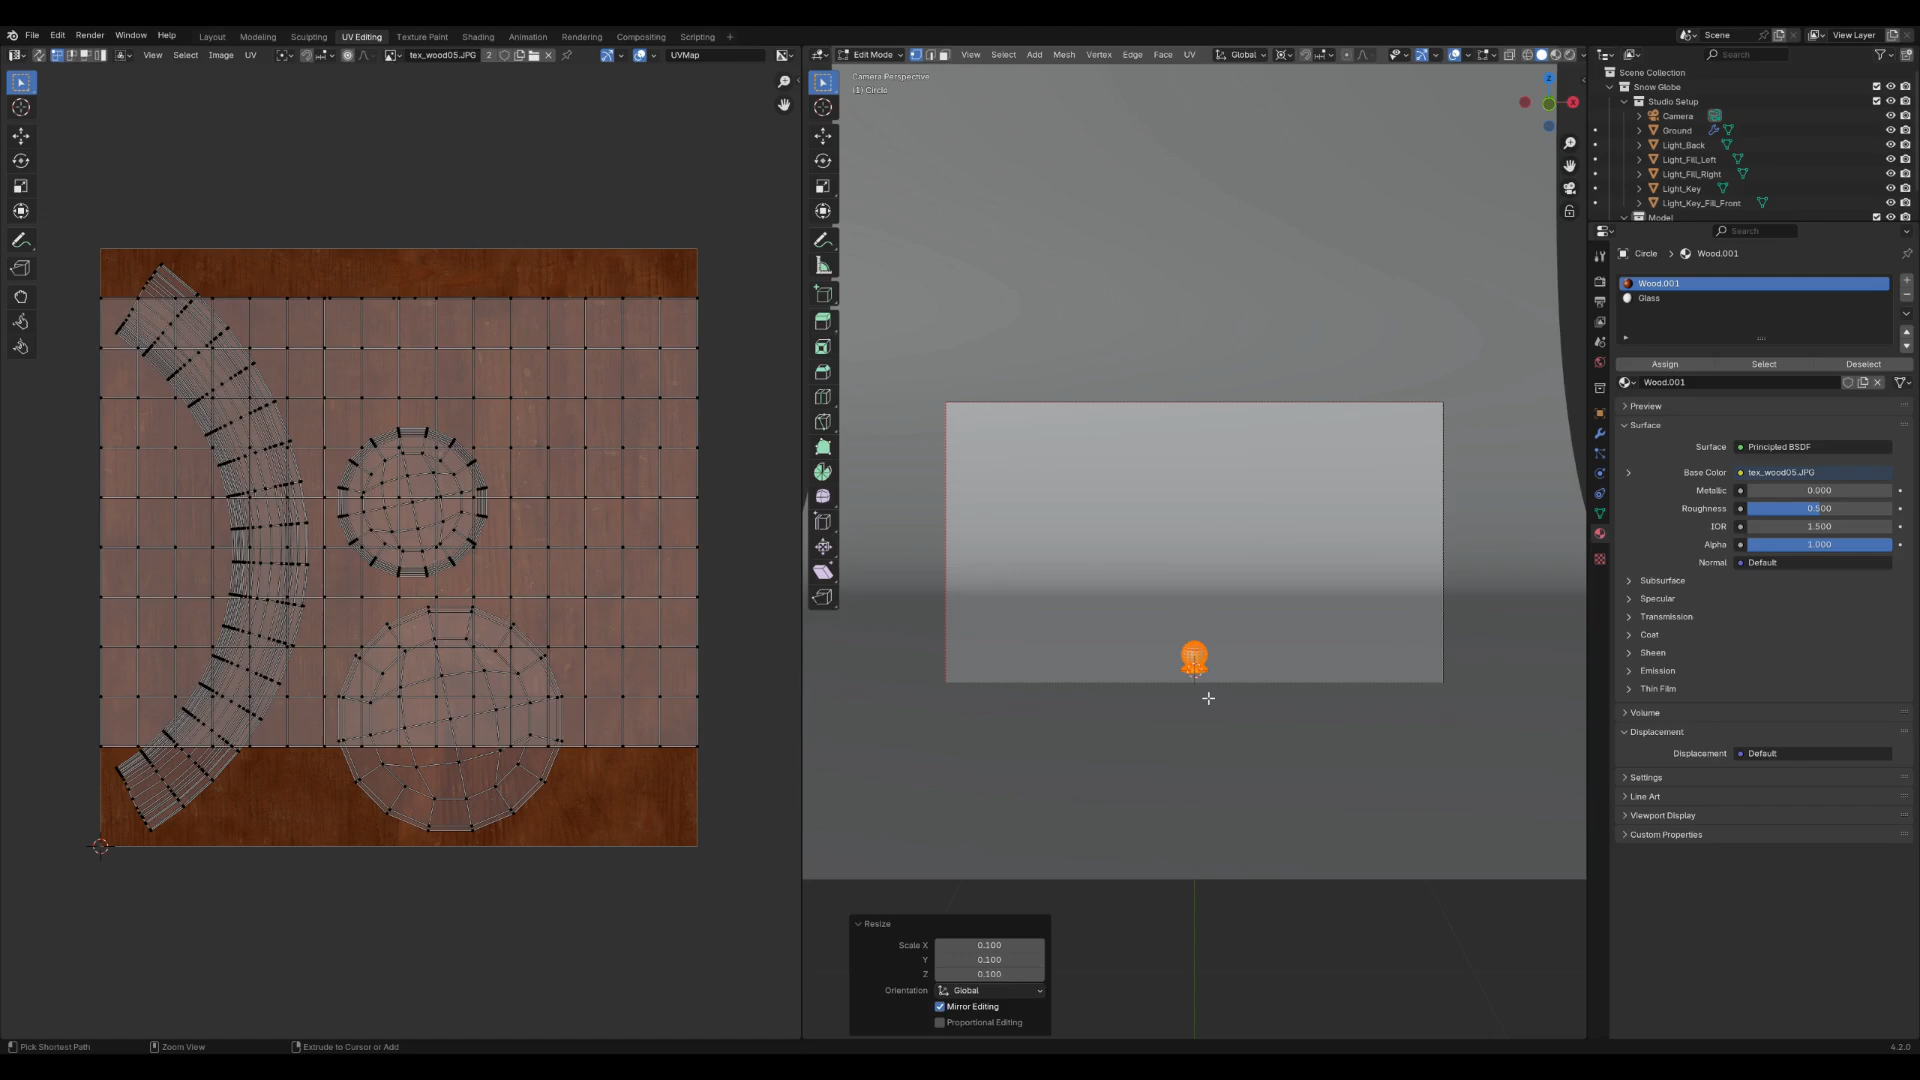 File Edit Render Window Help Layout Modeling Sculpting UV Editing Texture Paint Shading Animation Rendering Compositing Scripting + Scene View Layer
View Select Image UV tex_wood05.JPG 2 UVMap
Edit Mode View Select Add Mesh Vertex Edge Face UV Global
Search
Camera Perspective
(1) Circle
Z
X
Scene Collection
Snow Globe
Studio Setup
Camera
Ground
Light_Back
Light_Fill_Left
Light_Fill_Right
Light_Key
Light_Key_Fill_Front
Model
Search
Circle > Wood.001
Wood.001
Glass
Assign Select Deselect
Wood.001
Preview
Surface
Surface Principled BSDF
Base Color tex_wood05.JPG
Metallic 0.000
Roughness 0.500
IOR 1.500
Alpha 1.000
Normal Default
Subsurface
Specular
Transmission
Coat
Sheen
Emission
Thin Film
Volume
Displacement
Displacement Default
Settings
Line Art
Viewport Display
Custom Properties
Resize
Scale X 0.100
Y 0.100
Z 0.100
Orientation Global
Mirror Editing
Proportional Editing
Pick Shortest Path Zoom View Extrude to Cursor or Add 4.2.0